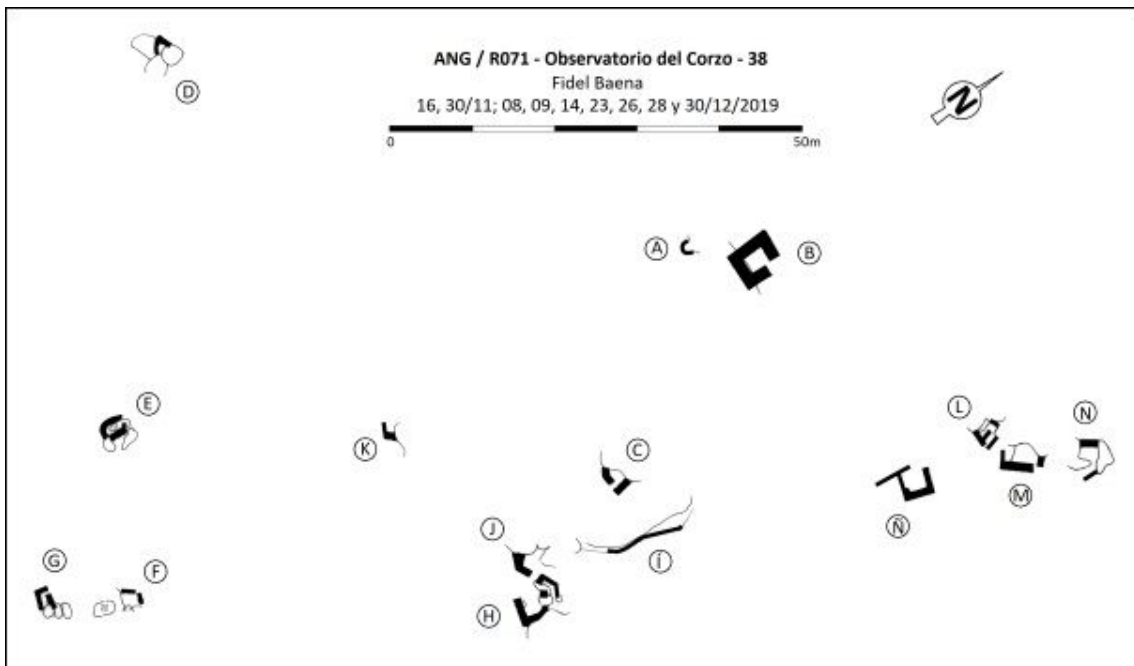 ANG / R071 - Observatorio del Corzo - 38
Fidel Baena
16, 30/11; 08, 09, 14, 23, 26, 28 y 30/12/2019
0 50m
N
D
A
B
E
K
C
L
N
M
Ñ
J
Í
G
F
H